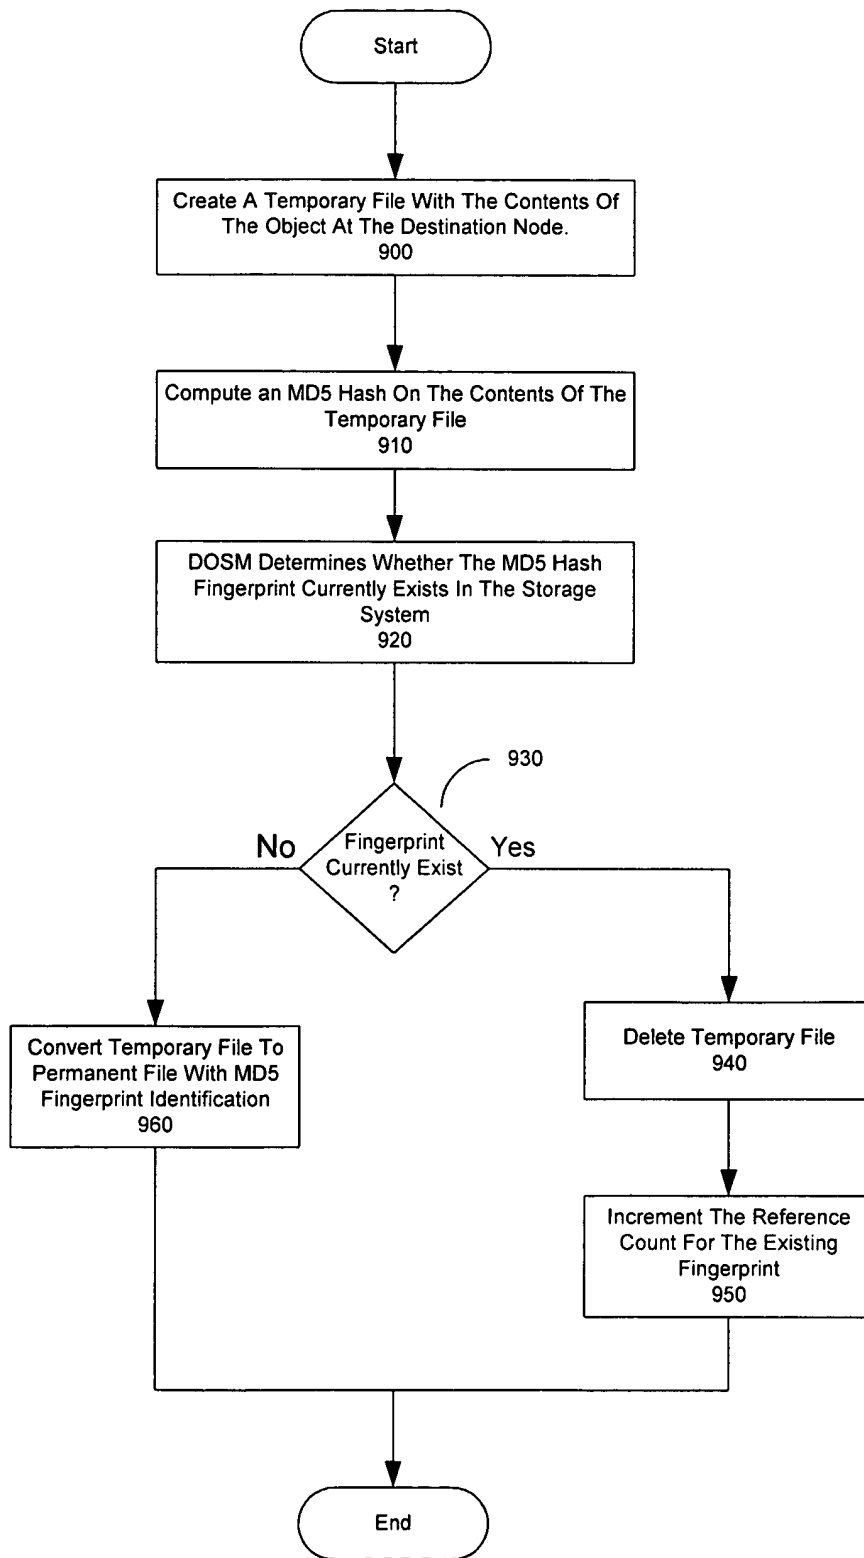 Start
Create A Temporary File With The Contents Of
The Object At The Destination Node.
900
Compute an MD5 Hash On The Contents Of The
Temporary File
910
DOSM Determines Whether The MD5 Hash
Fingerprint Currently Exists In The Storage
System
920
930
Fingerprint
Currently Exist
?
No
Yes
Convert Temporary File To
Permanent File With MD5
Fingerprint Identification
960
Delete Temporary File
940
Increment The Reference
Count For The Existing
Fingerprint
950
End